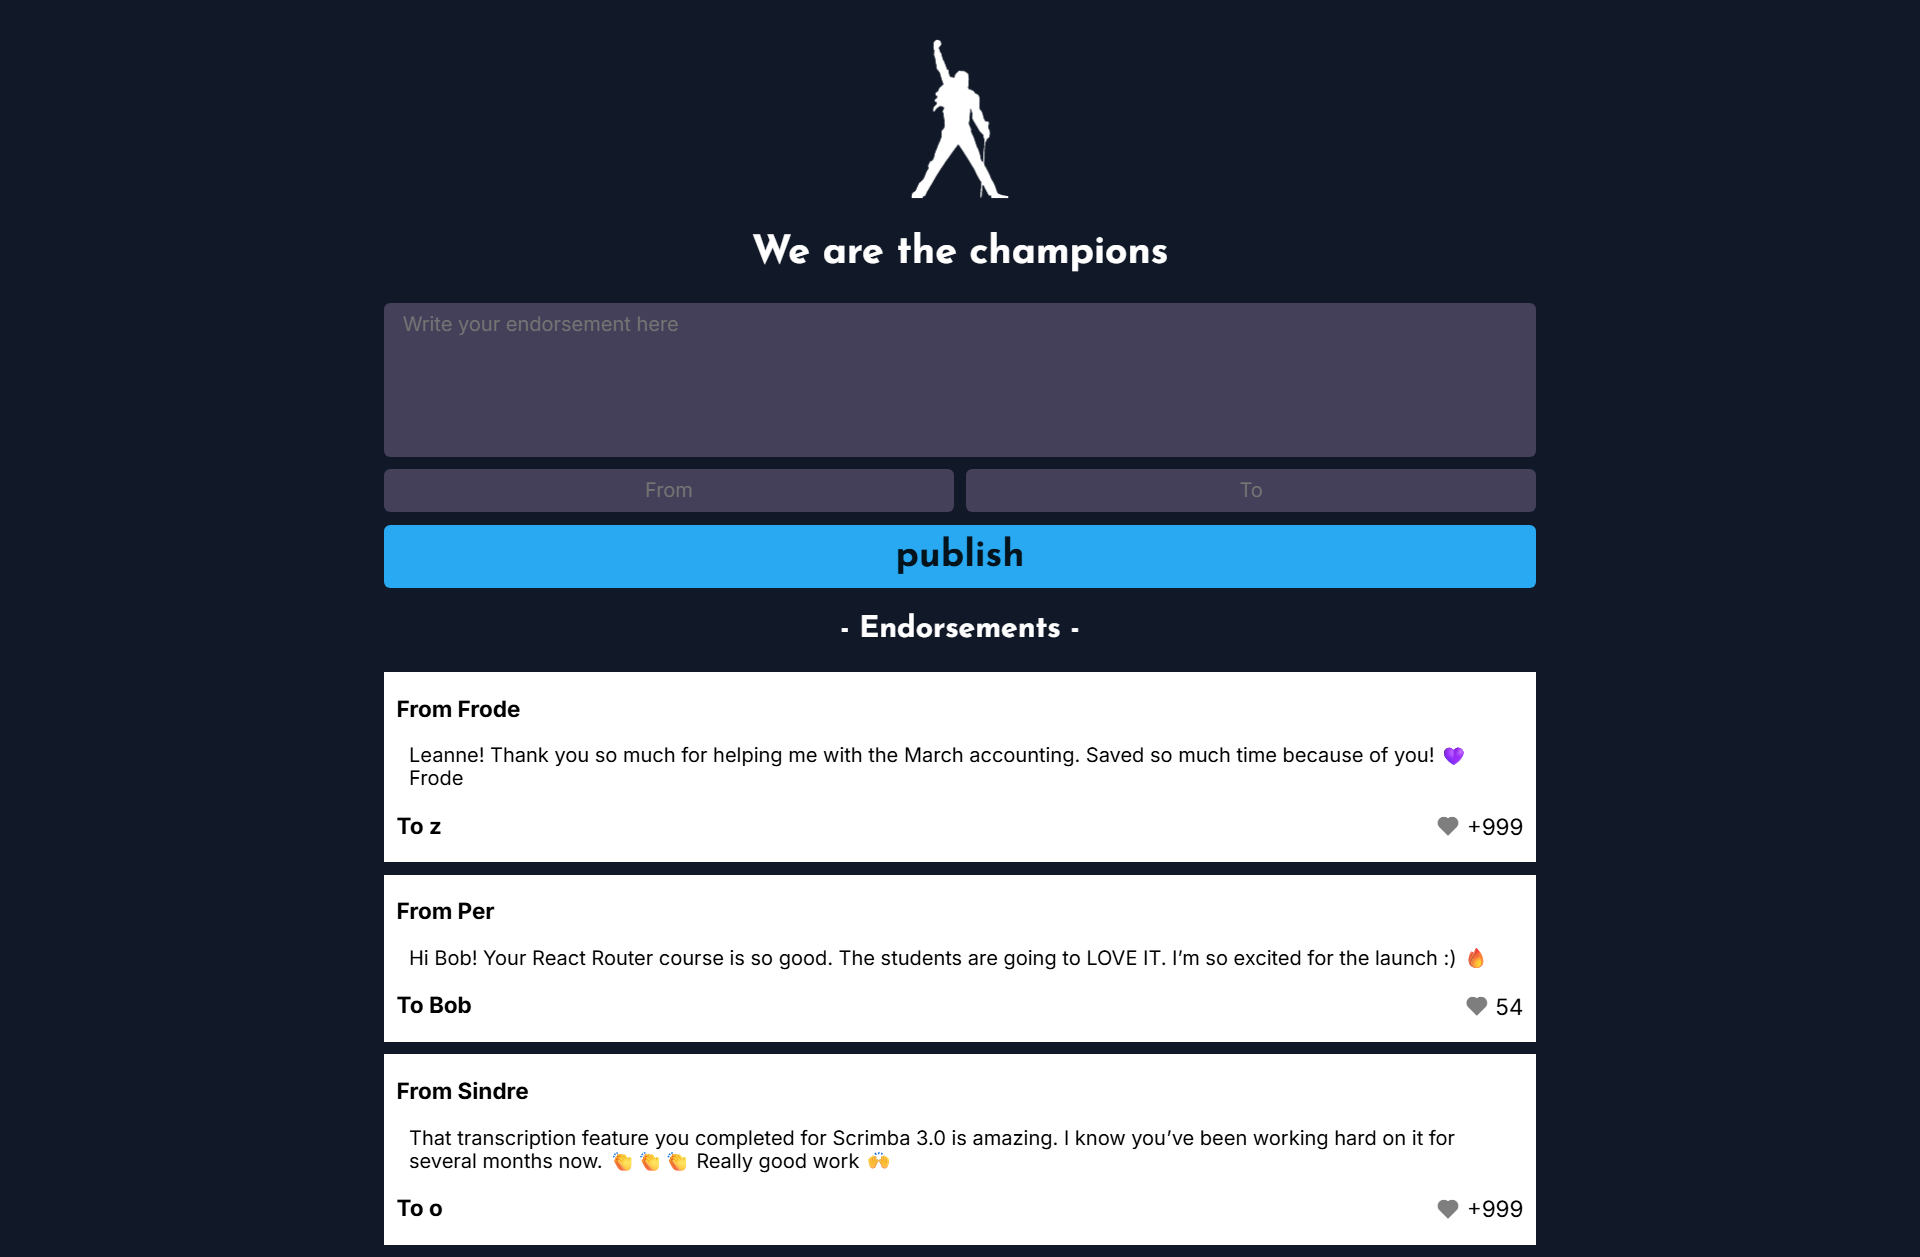 We are the champions
Write your endorsement here
From
To
publish
- Endorsements -
From Frode
Leanne! Thank you so much for helping me with the March accounting. Saved so much time because of you! 💜
Frode
To z
+999
From Per
Hi Bob! Your React Router course is so good. The students are going to LOVE IT. I’m so excited for the launch :) 🔥
To Bob
54
From Sindre
That transcription feature you completed for Scrimba 3.0 is amazing. I know you’ve been working hard on it for
several months now. 👏👏👏 Really good work 🙌
To o
+999